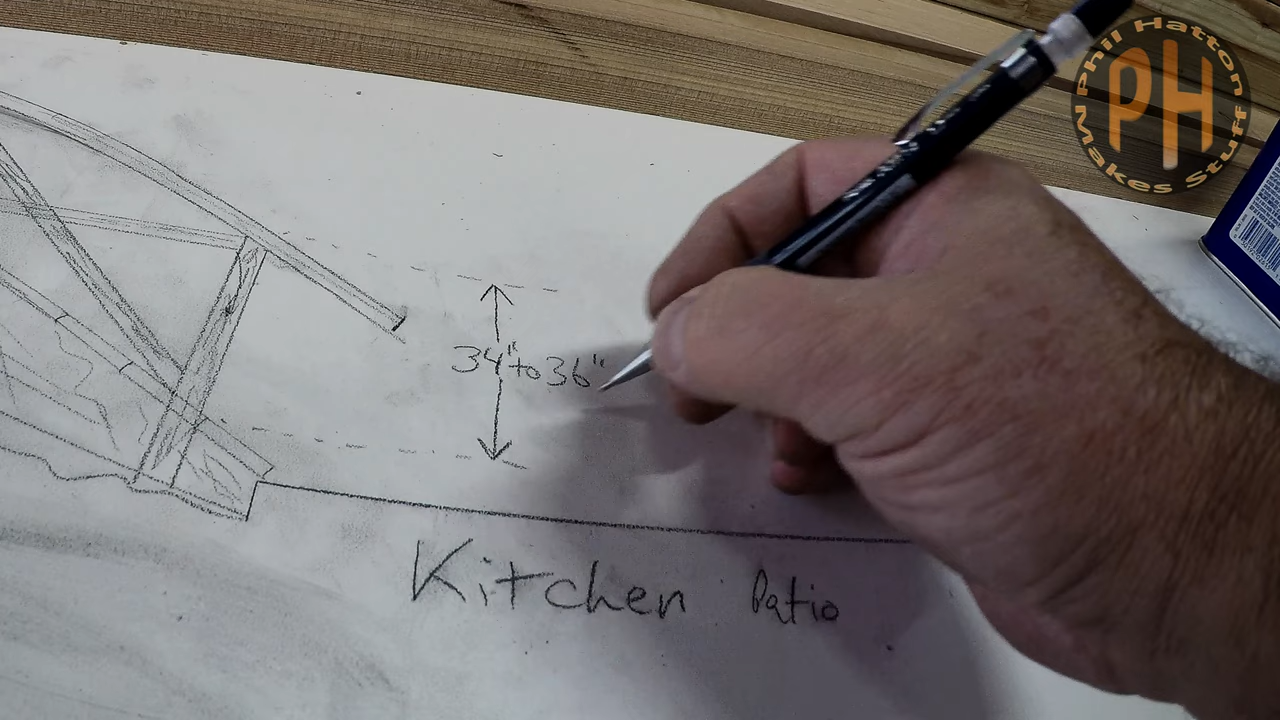 Phil Hatton
PH
Makes Stuff
34" to 36"
Kitchen Patio